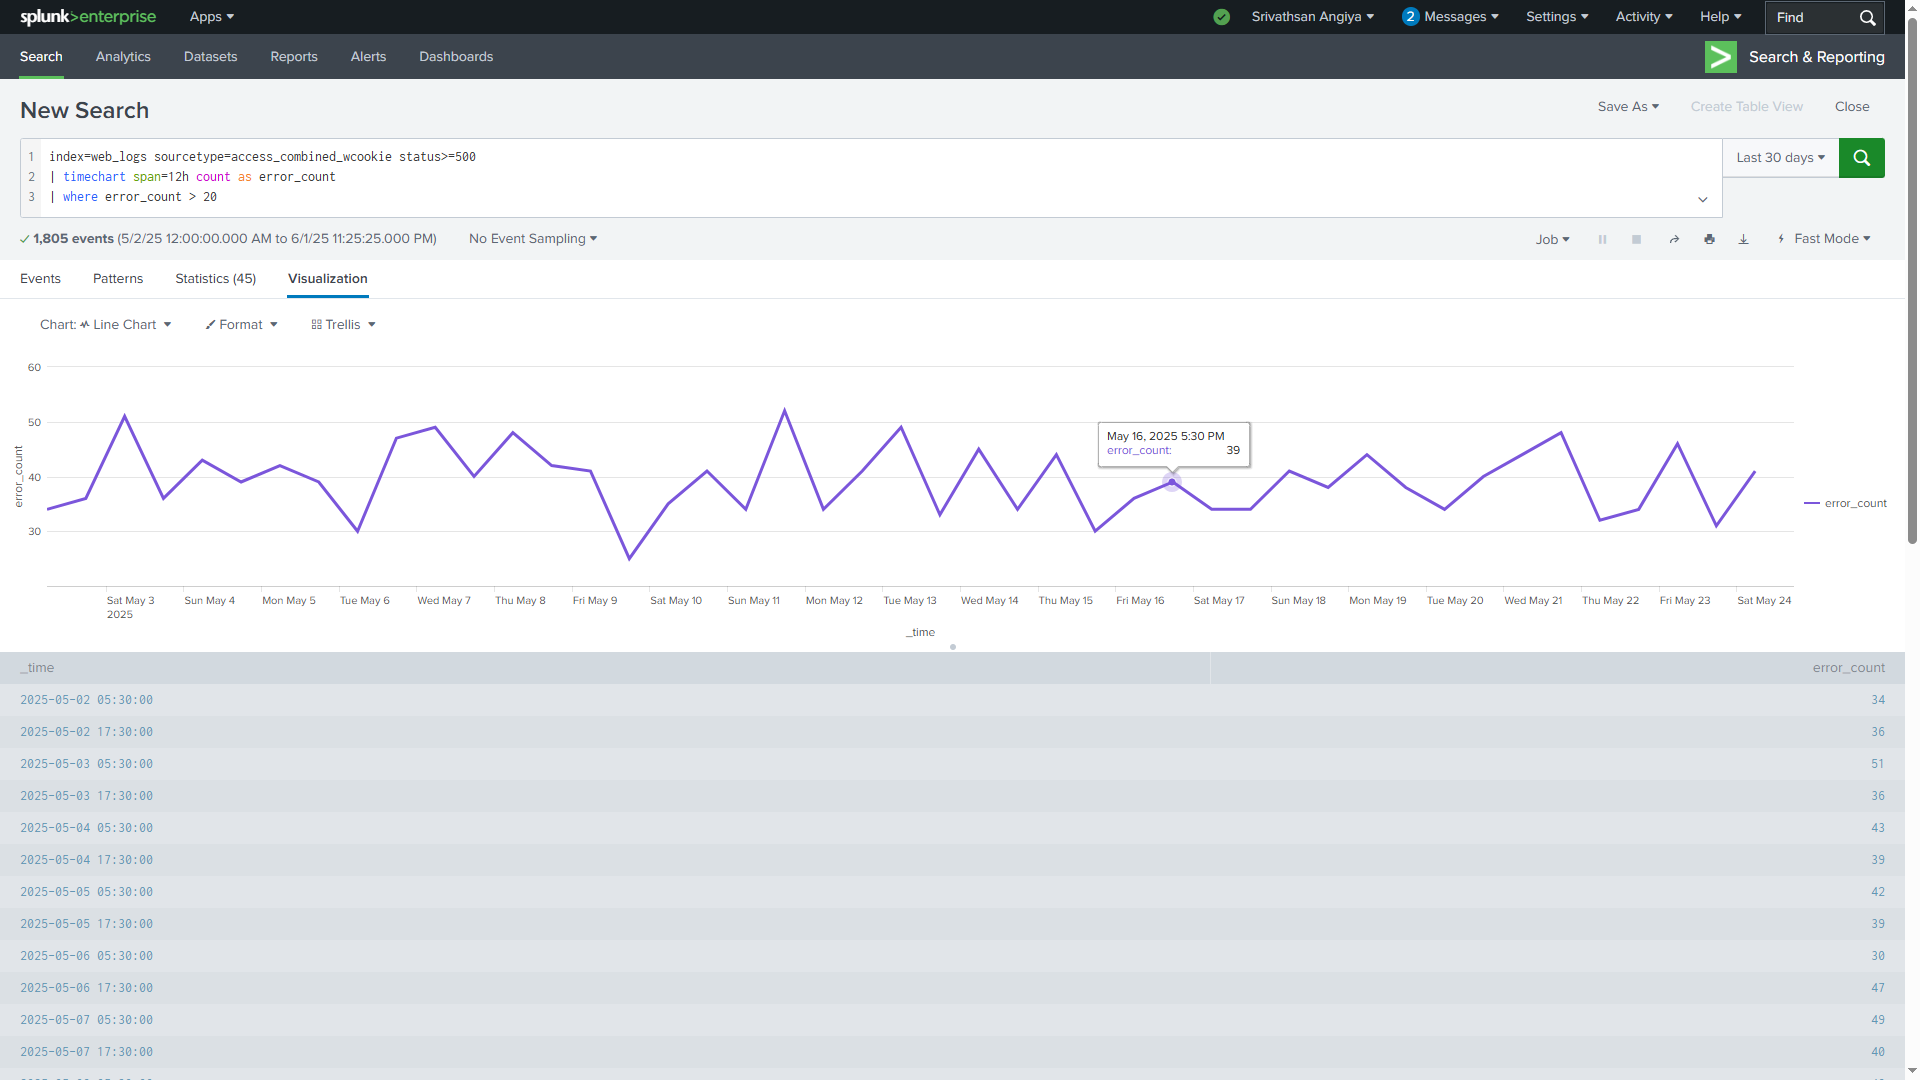 splunk>enterprise Apps Srivathsan Angiya 2 Messages Settings Activity Help Find
Search Analytics Datasets Reports Alerts Dashboards Search & Reporting
New Search Save As Create Table View Close
1 index=web_logs sourcetype=access_combined_wcookie status>=500
2 | timechart span=12h count as error_count
3 | where error_count > 20
Last 30 days
1,805 events (5/2/25 12:00:00.000 AM to 6/1/25 11:25:25.000 PM) No Event Sampling Job Fast Mode
Events Patterns Statistics (45) Visualization
Chart: Line Chart Format Trellis
60
50
40
30
error_count
May 16, 2025 5:30 PM
error_count: 39
error_count
Sat May 3 Sun May 4 Mon May 5 Tue May 6 Wed May 7 Thu May 8 Fri May 9 Sat May 10 Sun May 11 Mon May 12 Tue May 13 Wed May 14 Thu May 15 Fri May 16 Sat May 17 Sun May 18 Mon May 19 Tue May 20 Wed May 21 Thu May 22 Fri May 23 Sat May 24
2025
_time
_time error_count
2025-05-02 05:30:00 34
2025-05-02 17:30:00 36
2025-05-03 05:30:00 51
2025-05-03 17:30:00 36
2025-05-04 05:30:00 43
2025-05-04 17:30:00 39
2025-05-05 05:30:00 42
2025-05-05 17:30:00 39
2025-05-06 05:30:00 30
2025-05-06 17:30:00 47
2025-05-07 05:30:00 49
2025-05-07 17:30:00 40